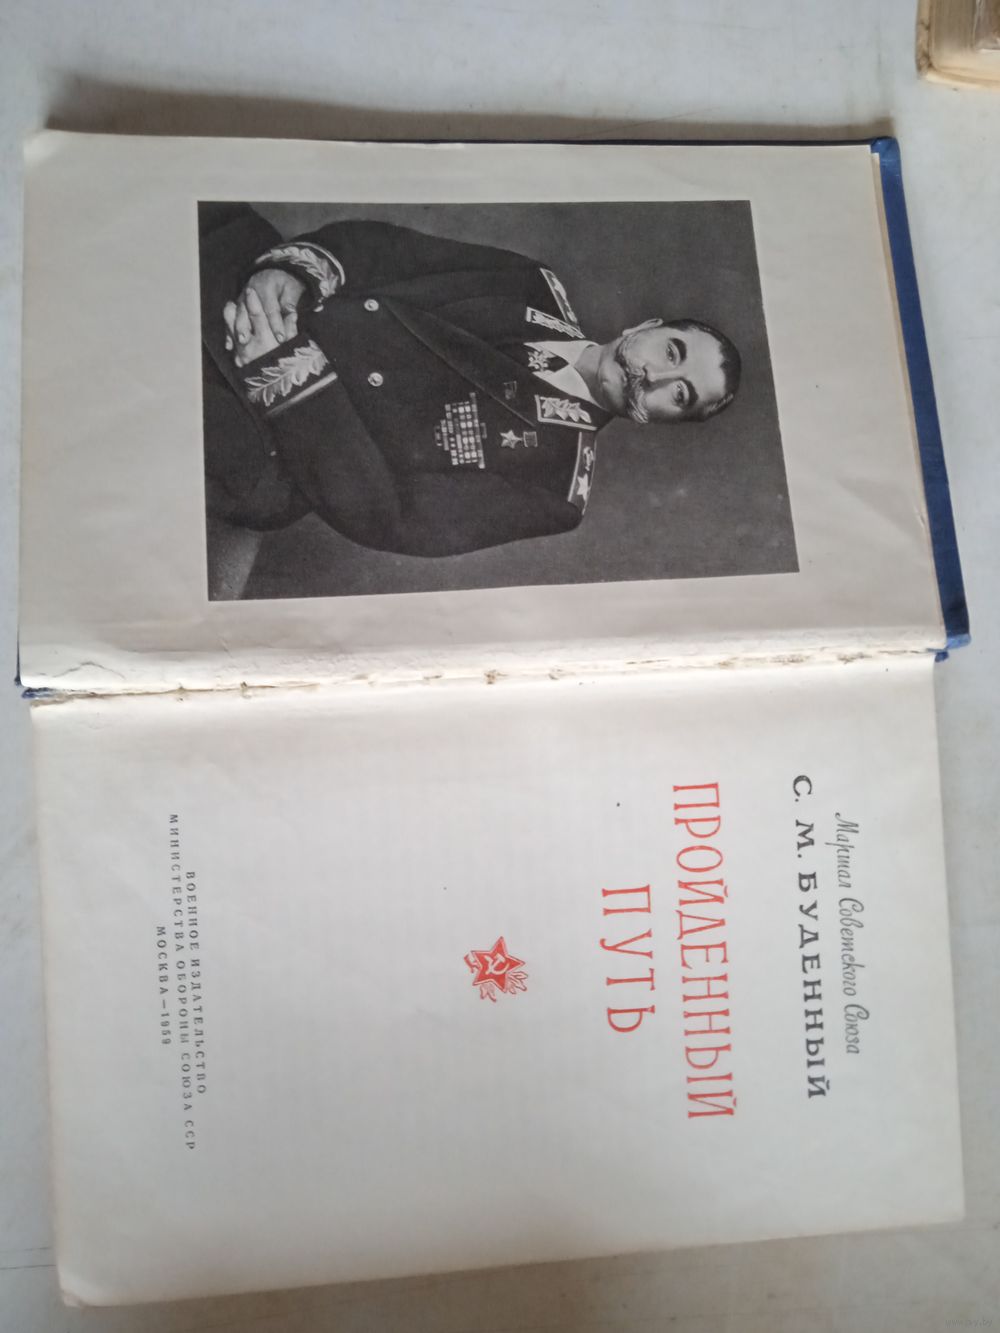 Маршал Советского Союза
С. М. БУДЕННЫЙ
ПРОЙДЕННЫЙ
ПУТЬ
ВОЕННОЕ ИЗДАТЕЛЬСТВО
МИНИСТЕРСТВА ОБОРОНЫ СОЮЗА ССР
МОСКВА—1959